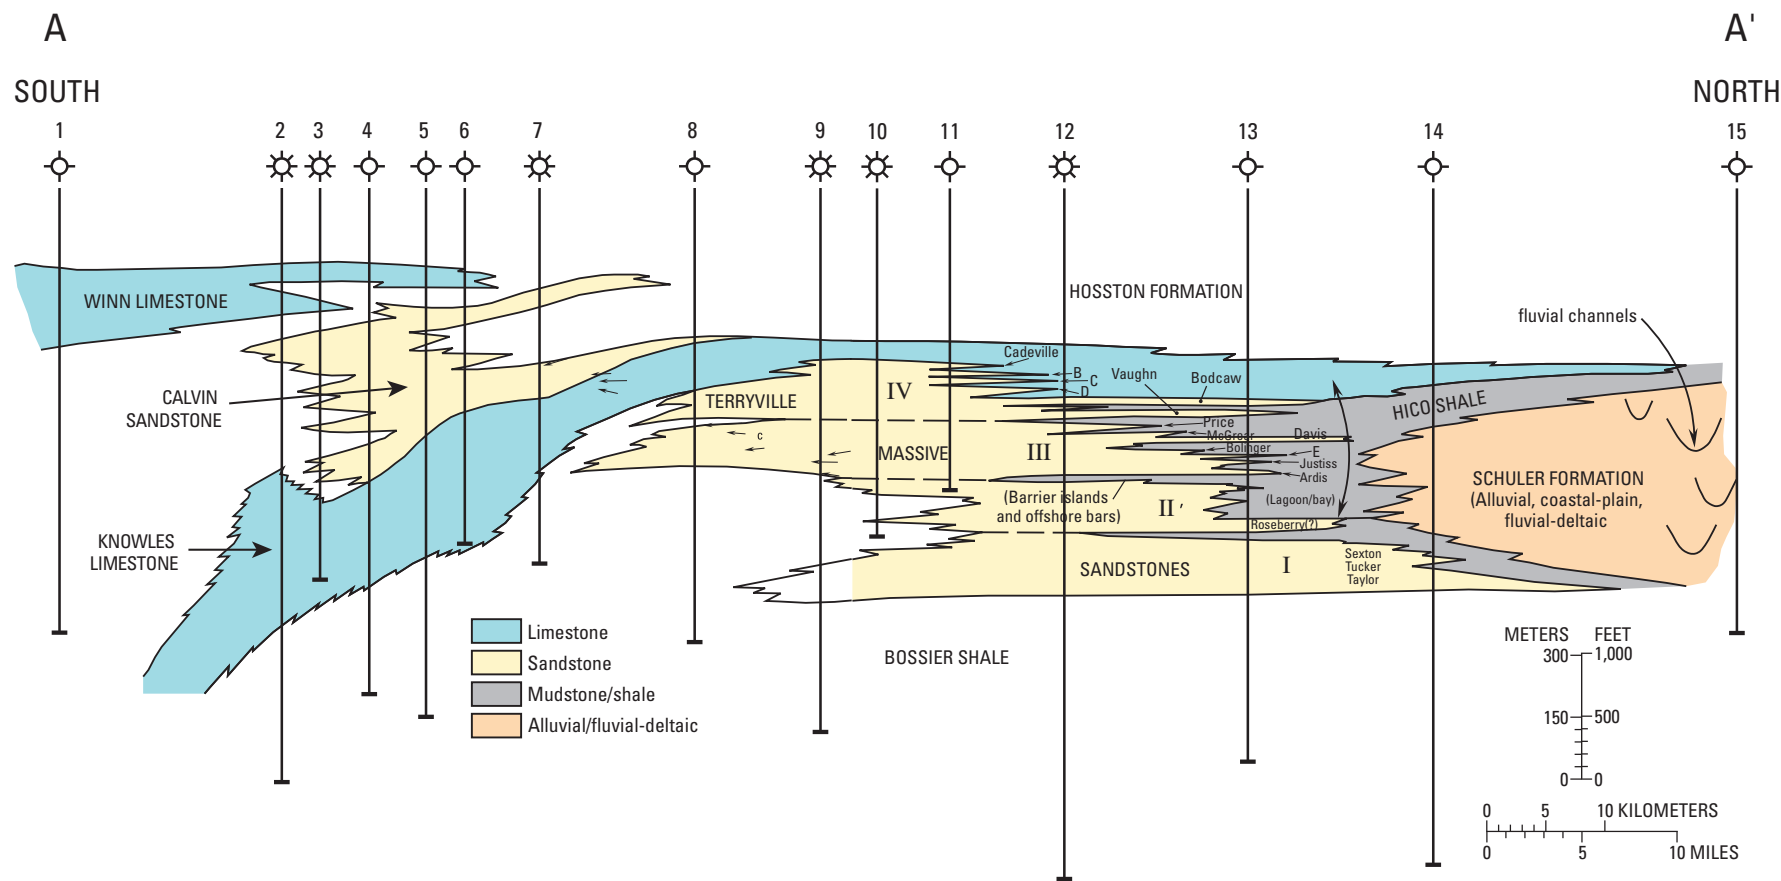 A
A'
SOUTH
NORTH
1
2
3
4
5
6
7
8
9
10
11
12
13
14
15
WINN LIMESTONE
HOSSTON FORMATION
fluvial channels
CALVIN
SANDSTONE
TERRYVILLE
IV
Cadeville
B
C
D
Vaughn
Bodcaw
HICO SHALE
c
MASSIVE
III
Price
McGrear
Davis
Bolinger
E
Justiss
Ardis
(Barrier islands
and offshore bars)
II '
(Lagoon/bay)
Roseberry(?)
SCHULER FORMATION
(Alluvial, coastal-plain,
fluvial-deltaic
KNOWLES
LIMESTONE
SANDSTONES
I
Sexton
Tucker
Taylor
BOSSIER SHALE
Limestone
Sandstone
Mudstone/shale
Alluvial/fluvial-deltaic
METERS FEET
300 1,000
150 500
0 0
0 5 10 KILOMETERS
0 5 10 MILES